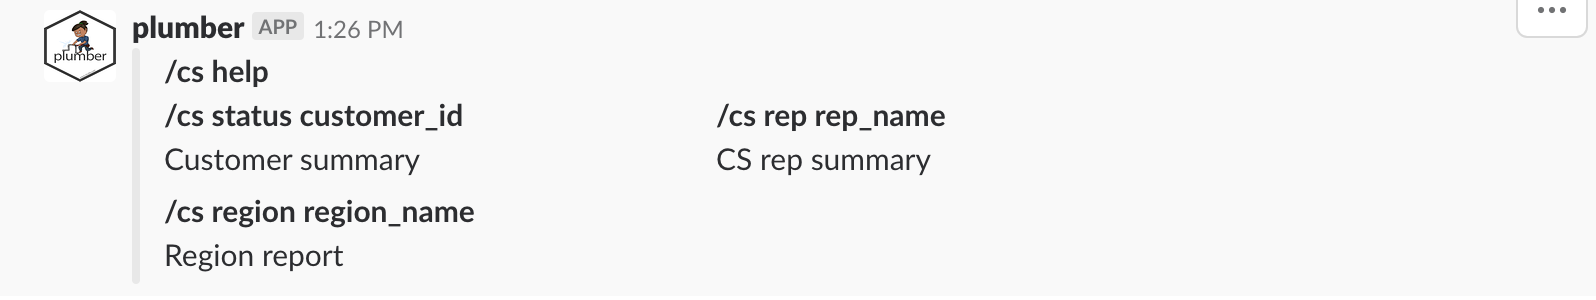 plumber APP 1:26 PM
plumber
/cs help
/cs status customer_id
Customer summary
/cs rep rep_name
CS rep summary
/cs region region_name
Region report